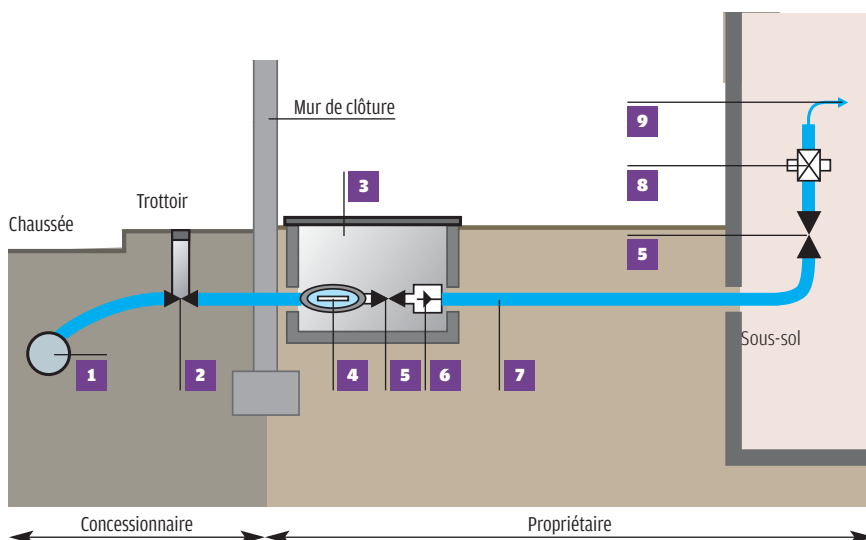 9
Mur de clôture
8
3
Trottoir
Chaussée
5
Sous-sol
1
2
4
5
6
7
Concessionnaire
Propriétaire